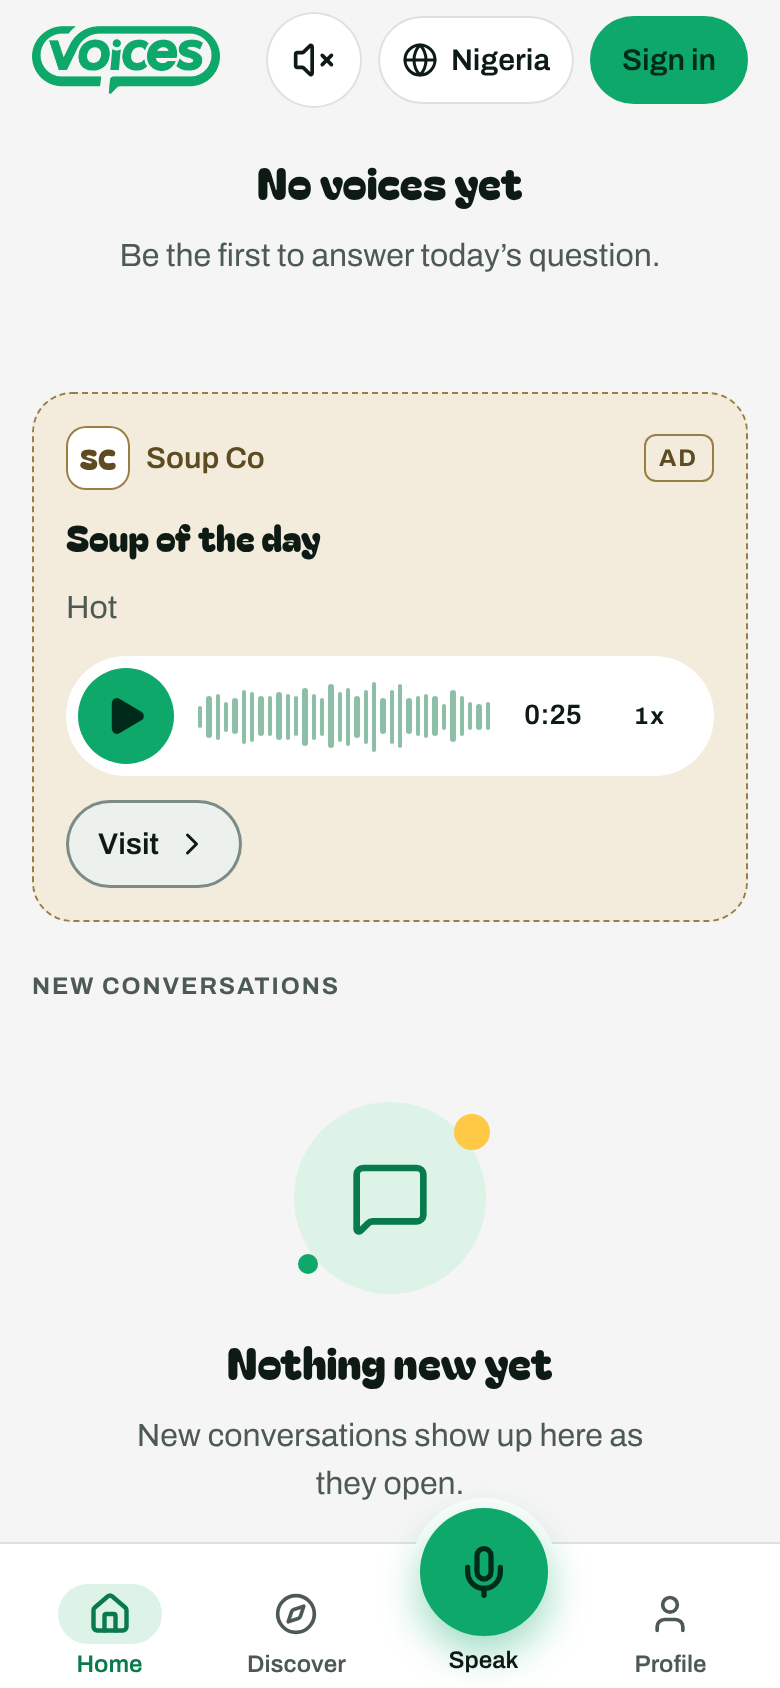 Voices
Nigeria
Sign in
No voices yet
Be the first to answer today’s question.
SC
Soup Co
AD
Soup of the day
Hot
0:25
1x
Visit
NEW CONVERSATIONS
Nothing new yet
New conversations show up here as
they open.
Home
Discover
Speak
Profile